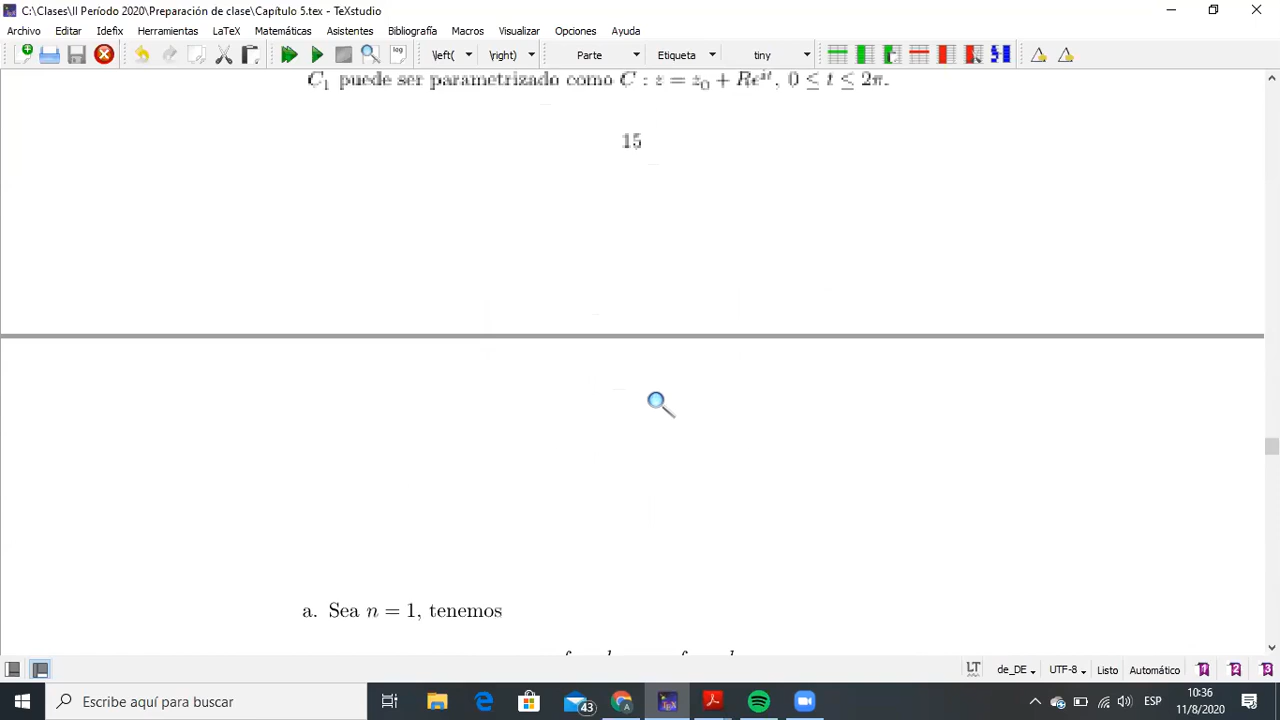 C:\Clases\II Período 2020\Preparación de clase\Capítulo 5.tex - TeXstudio
Archivo Editar Idefix Herramientas LaTeX Matemáticas Asistentes Bibliografía Macros Visualizar Opciones Ayuda
log \left( \right) Parte Etiqueta tiny
C₁ puede ser parametrizado como C : z = z₀ + Reⁱᵗ, 0 ≤ t ≤ 2π.
15
a. Sea n = 1, tenemos
LT de_DE UTF-8 Listo Automático
Escribe aquí para buscar
43
ESP
10:36
11/8/2020